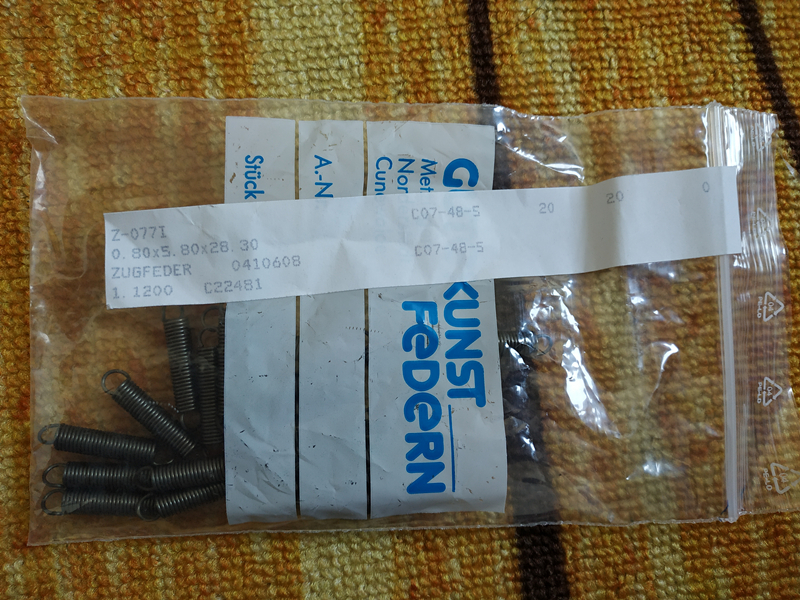 Z-077I
0.80x5.80x28.30
ZUGFEDER 0410608
1.1200 C22481
C07-48-5 20 20 0
C07-48-5
KUNST
FEDERN
Stück
A.-N
Met
Nor